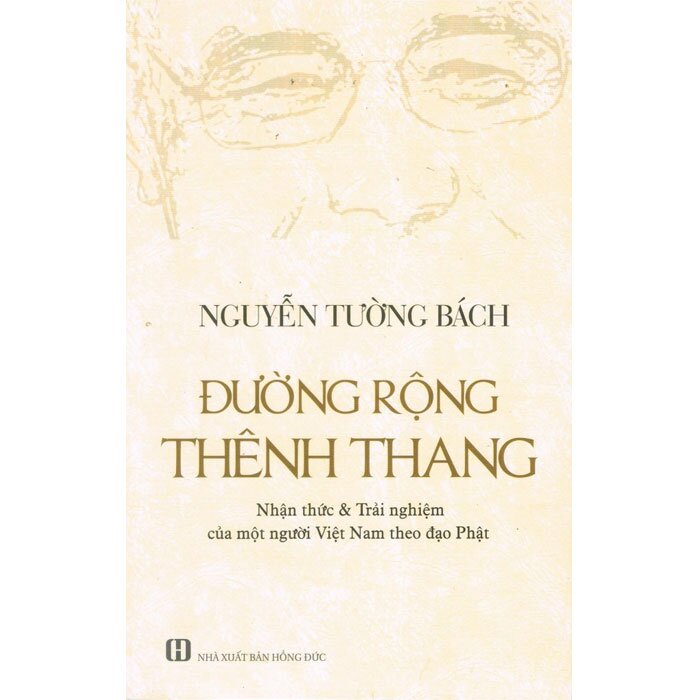 NGUYỄN TƯỜNG BÁCH
ĐƯỜNG RỘNG
THÊNH THANG
Nhận thức & Trải nghiệm
của một người Việt Nam theo đạo Phật
NHÀ XUẤT BẢN HỒNG ĐỨC